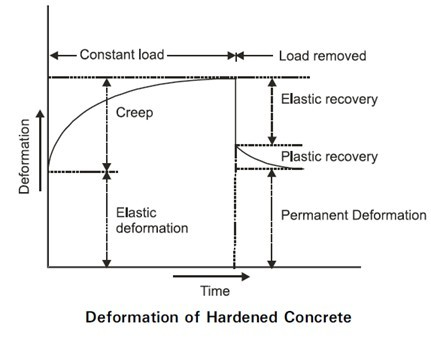 Constant load
Load removed
Elastic recovery
Creep
Plastic recovery
Deformation
Elastic
deformation
Permanent Deformation
Time
Deformation of Hardened Concrete